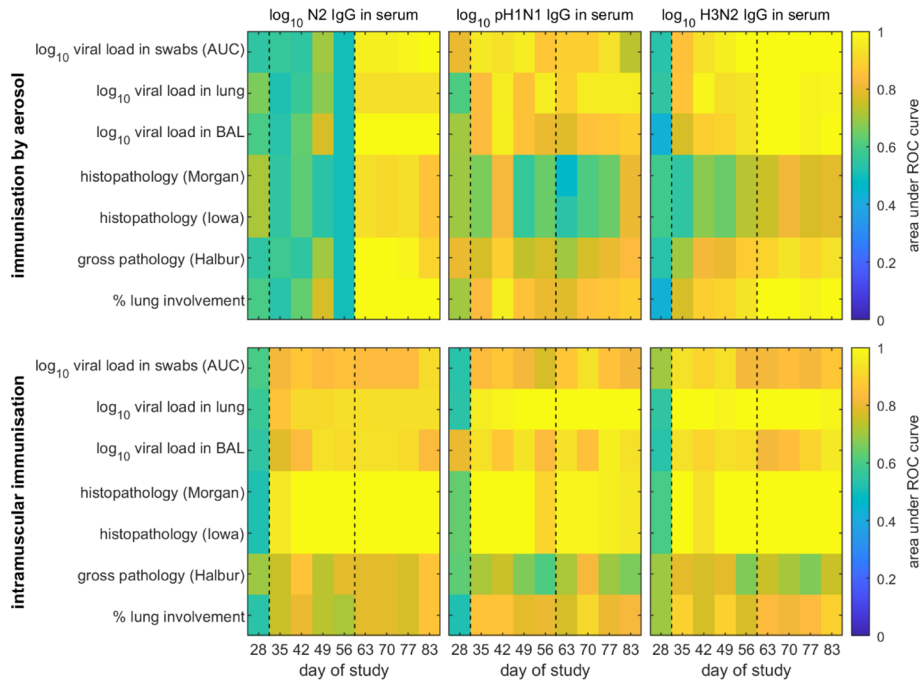 log10 N2 IgG in serum
log10 pH1N1 IgG in serum
log10 H3N2 IgG in serum
immunisation by aerosol
log10 viral load in swabs (AUC)
log10 viral load in lung
log10 viral load in BAL
histopathology (Morgan)
histopathology (Iowa)
gross pathology (Halbur)
% lung involvement
1
0.8
0.6
0.4
0.2
0
area under ROC curve
intramuscular immunisation
log10 viral load in swabs (AUC)
log10 viral load in lung
log10 viral load in BAL
histopathology (Morgan)
histopathology (Iowa)
gross pathology (Halbur)
% lung involvement
1
0.8
0.6
0.4
0.2
0
area under ROC curve
28 35 42 49 56 63 70 77 83
28 35 42 49 56 63 70 77 83
28 35 42 49 56 63 70 77 83
day of study
day of study
day of study